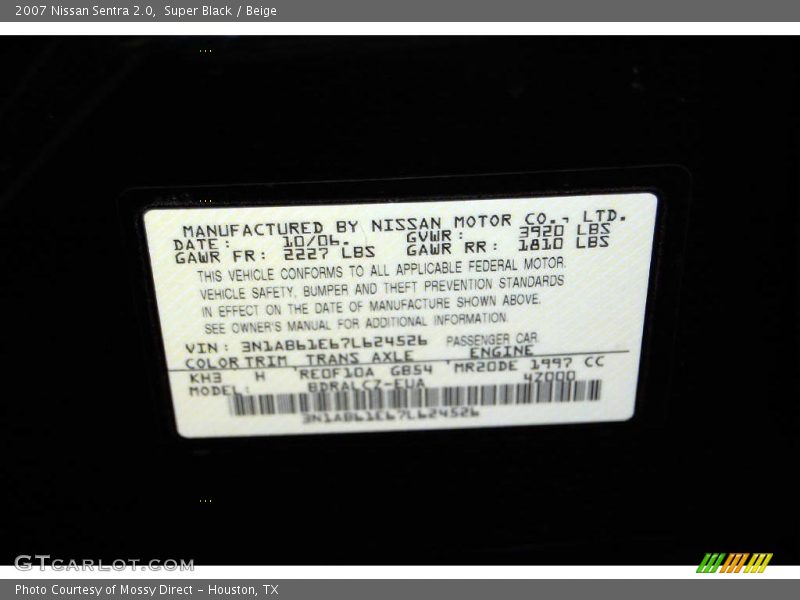 2007 Nissan Sentra 2.0, Super Black / Beige
MANUFACTURED BY NISSAN MOTOR CO., LTD.
DATE: 10/06. GVWR: 3920 LBS
GAWR FR: 2227 LBS GAWR RR: 1810 LBS
THIS VEHICLE CONFORMS TO ALL APPLICABLE FEDERAL MOTOR
VEHICLE SAFETY, BUMPER AND THEFT PREVENTION STANDARDS
IN EFFECT ON THE DATE OF MANUFACTURE SHOWN ABOVE.
SEE OWNER'S MANUAL FOR ADDITIONAL INFORMATION.
VIN: 3N1AB61E67L624526 PASSENGER CAR
COLOR TRIM TRANS AXLE ENGINE
KH3 H RE0F10A GB54 MR20DE 1997 CC
MODEL: BDRALCZ-EUA 4Z000
3N1AB61E67L624526
GTCARLOT.COM
Photo Courtesy of Mossy Direct - Houston, TX